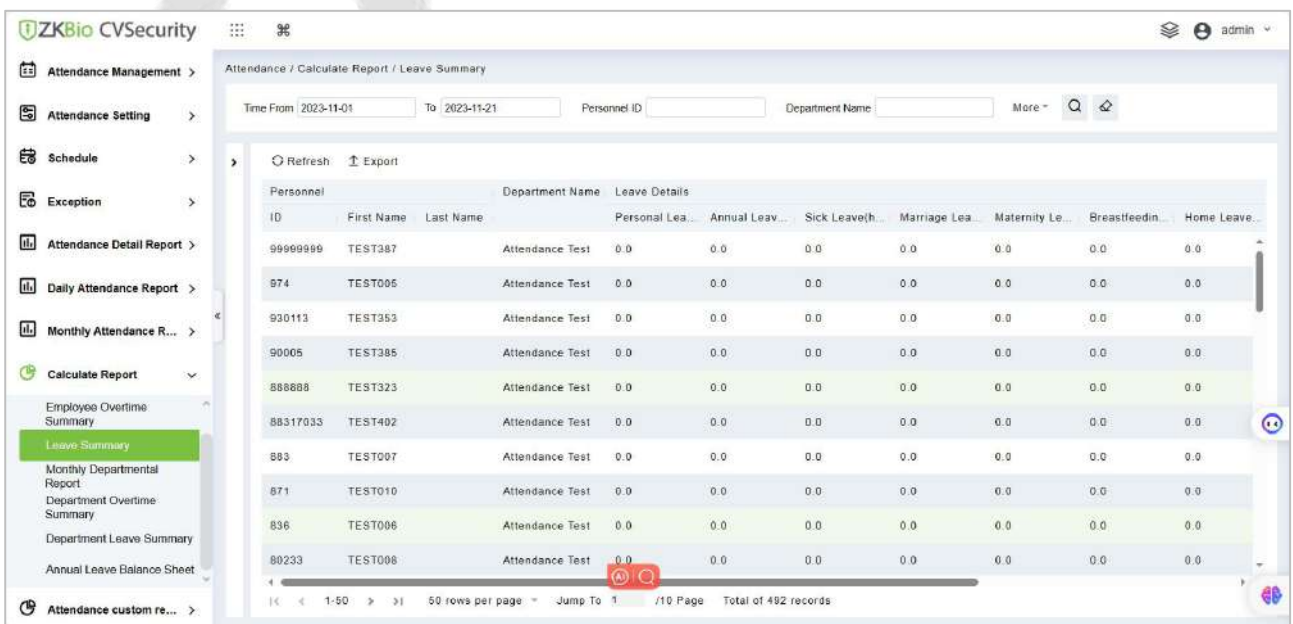 ZKBio CVSecurity
admin
Attendance Management
Attendance Setting
Schedule
Exception
Attendance Detail Report
Daily Attendance Report
Monthly Attendance R...
Calculate Report
Employee Overtime
Summary
Leave Summary
Monthly Departmental
Report
Department Overtime
Summary
Department Leave Summary
Annual Leave Balance Sheet
Attendance custom re...
Attendance / Calculate Report / Leave Summary
Time From 2023-11-01 To 2023-11-21 Personnel ID Department Name More
Refresh Export
Personnel Department Name Leave Details
ID First Name Last Name Personal Lea... Annual Leav... Sick Leave(h... Marriage Lea... Maternity Le... Breastfeedin... Home Leave...
99999999 TEST387 Attendance Test 0.0 0.0 0.0 0.0 0.0 0.0 0.0
974 TEST005 Attendance Test 0.0 0.0 0.0 0.0 0.0 0.0 0.0
930113 TEST353 Attendance Test 0.0 0.0 0.0 0.0 0.0 0.0 0.0
90005 TEST385 Attendance Test 0.0 0.0 0.0 0.0 0.0 0.0 0.0
888888 TEST323 Attendance Test 0.0 0.0 0.0 0.0 0.0 0.0 0.0
88317033 TEST402 Attendance Test 0.0 0.0 0.0 0.0 0.0 0.0 0.0
883 TEST007 Attendance Test 0.0 0.0 0.0 0.0 0.0 0.0 0.0
871 TEST010 Attendance Test 0.0 0.0 0.0 0.0 0.0 0.0 0.0
836 TEST006 Attendance Test 0.0 0.0 0.0 0.0 0.0 0.0 0.0
80233 TEST008 Attendance Test 0.0 0.0 0.0 0.0 0.0 0.0 0.0
AI
1-50 50 rows per page Jump To 1 /10 Page Total of 492 records